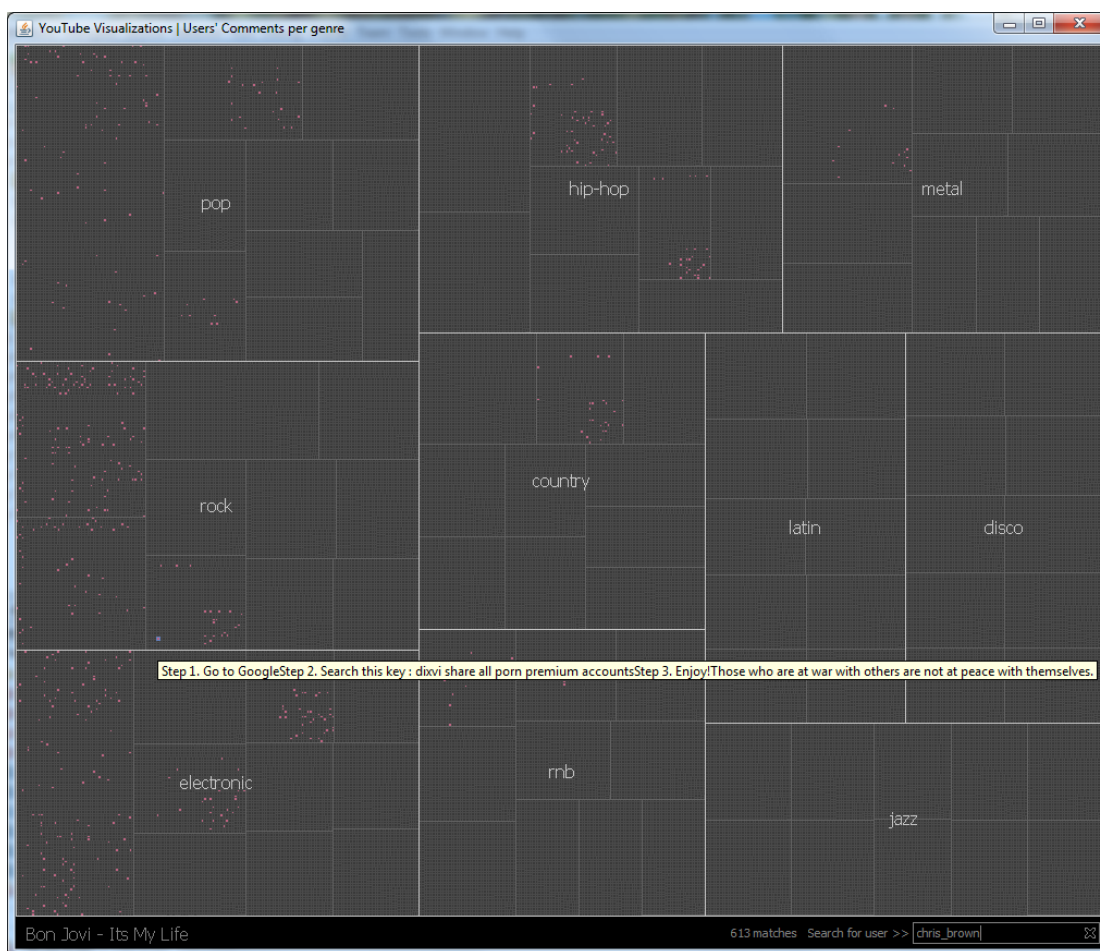 YouTube Visualizations | Users' Comments per genre
pop
hip-hop
metal
rock
country
latin
disco
Step 1. Go to GoogleStep 2. Search this key : dixvi share all porn premium accountsStep 3. Enjoy!Those who are at war with others are not at peace with themselves.
electronic
rnb
jazz
Bon Jovi - Its My Life
613 matches Search for user >> chris_brown